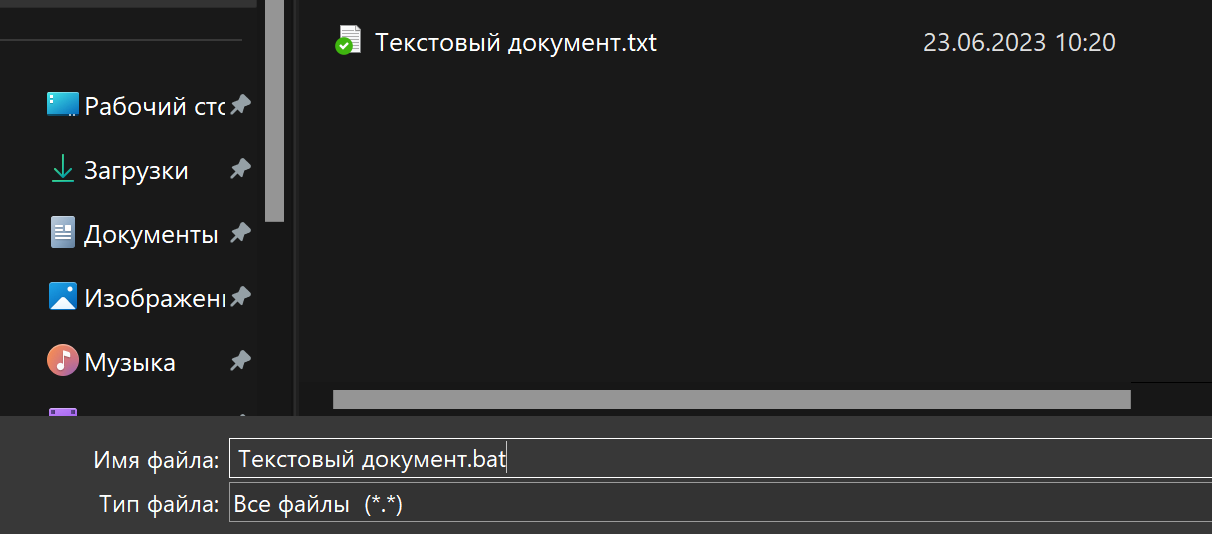 Текстовый документ.txt 23.06.2023 10:20
Рабочий сто
Загрузки
Документы
Изображени
Музыка
Имя файла: Текстовый документ.bat
Тип файла: Все файлы (*.*)